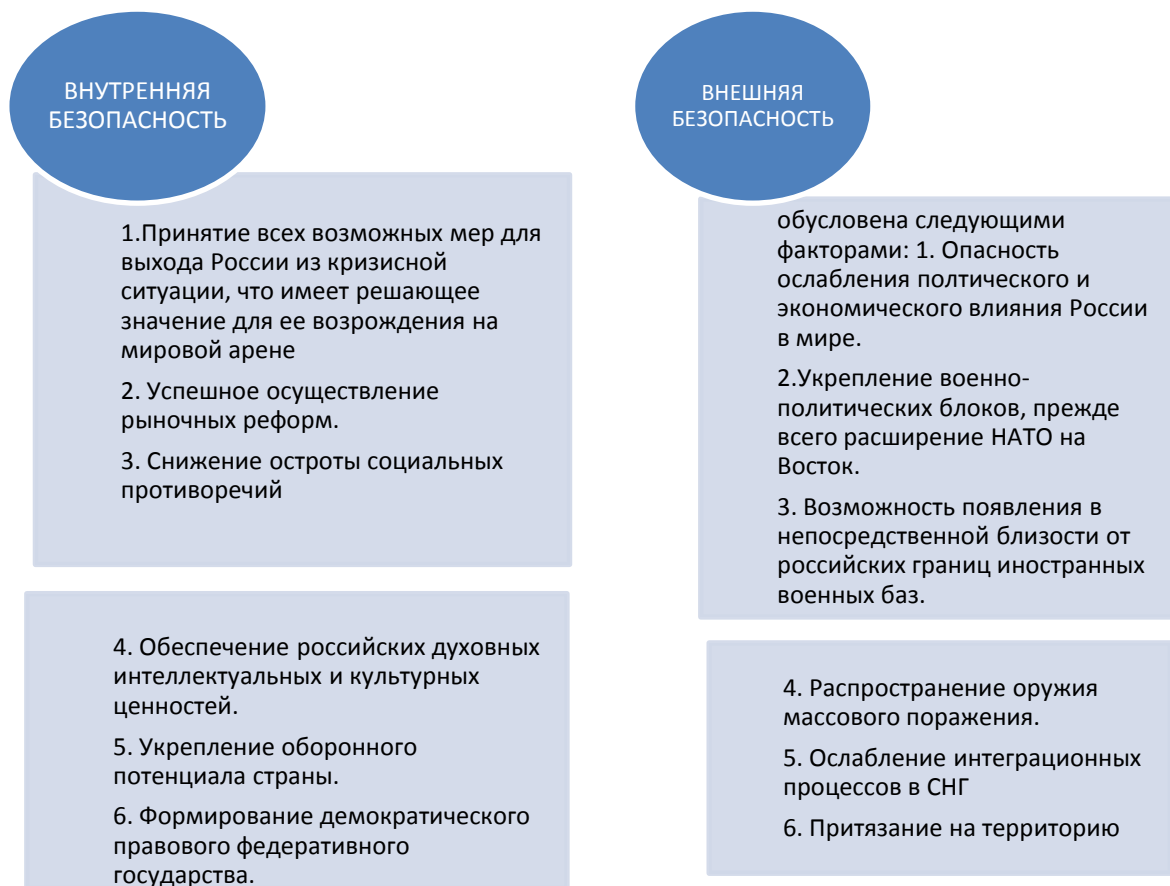 ВНУТРЕННЯЯ
БЕЗОПАСНОСТЬ
1.Принятие всех возможных мер для
выхода России из кризисной
ситуации, что имеет решающее
значение для ее возрождения на
мировой арене
2. Успешное осуществление
рыночных реформ.
3. Снижение остроты социальных
противоречий
4. Обеспечение российских духовных
интеллектуальных и культурных
ценностей.
5. Укрепление оборонного
потенциала страны.
6. Формирование демократического
правового федеративного
государства.
ВНЕШНЯЯ
БЕЗОПАСНОСТЬ
обусловена следующими
факторами: 1. Опасность
ослабления полтического и
экономического влияния России
в мире.
2.Укрепление военно-
политических блоков, прежде
всего расширение НАТО на
Восток.
3. Возможность появления в
непосредственной близости от
российских границ иностранных
военных баз.
4. Распространение оружия
массового поражения.
5. Ослабление интеграционных
процессов в СНГ
6. Притязание на территорию